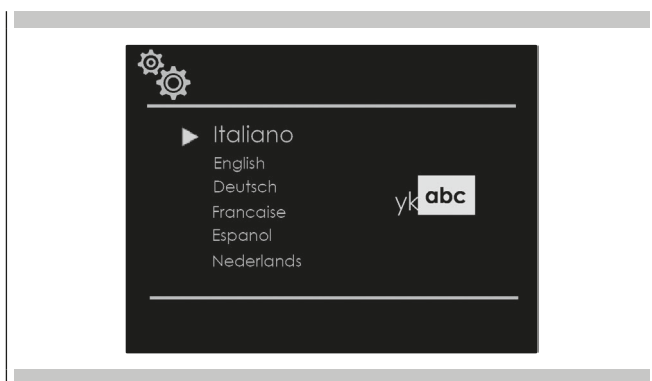 Italiano
English
Deutsch
Francaise
Espanol
Nederlands
yk abc